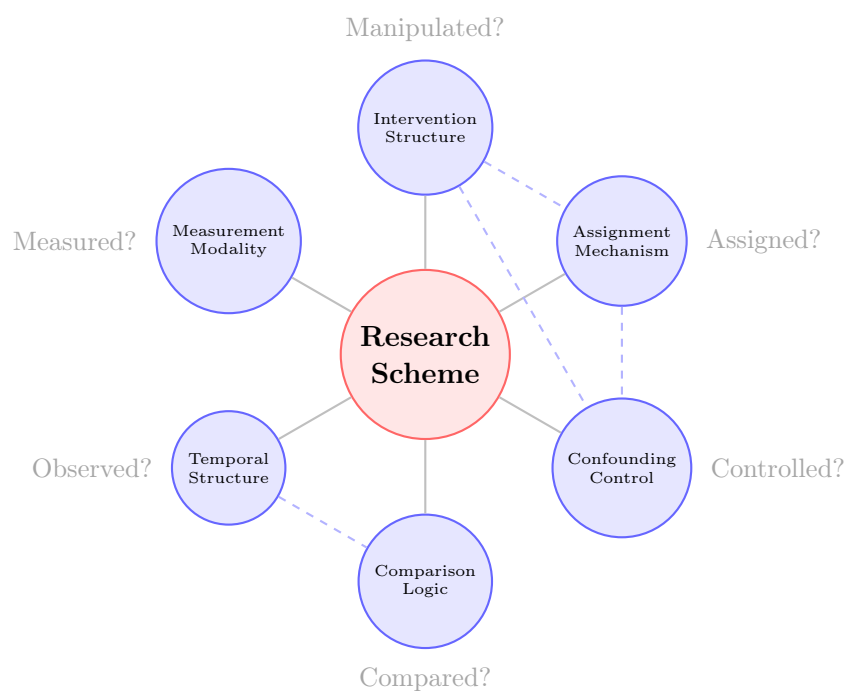 Manipulated?
Intervention
Structure
Measured?
Measurement
Modality
Assignment
Mechanism
Assigned?
Research
Scheme
Observed?
Temporal
Structure
Confounding
Control
Controlled?
Comparison
Logic
Compared?